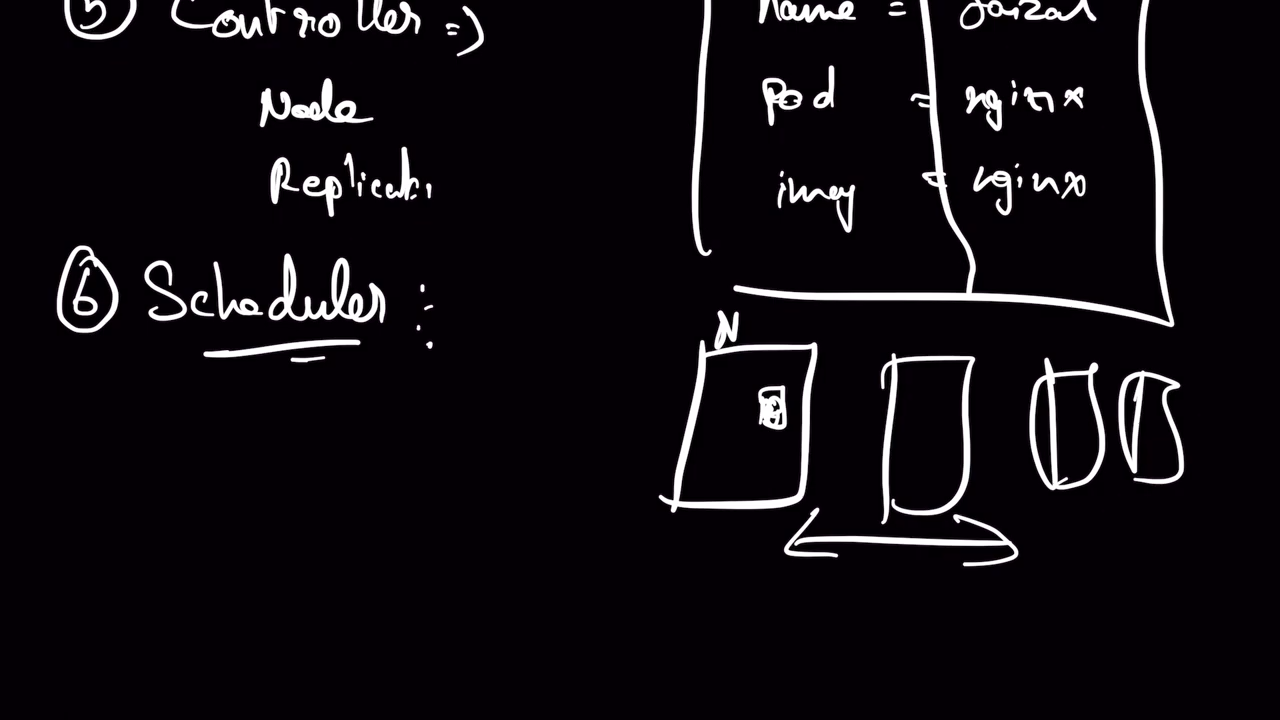 5 Controller =>
Node
Replicati
6 Scheduler :
Name = faizal
Pod = nginx
imag = nginx
N